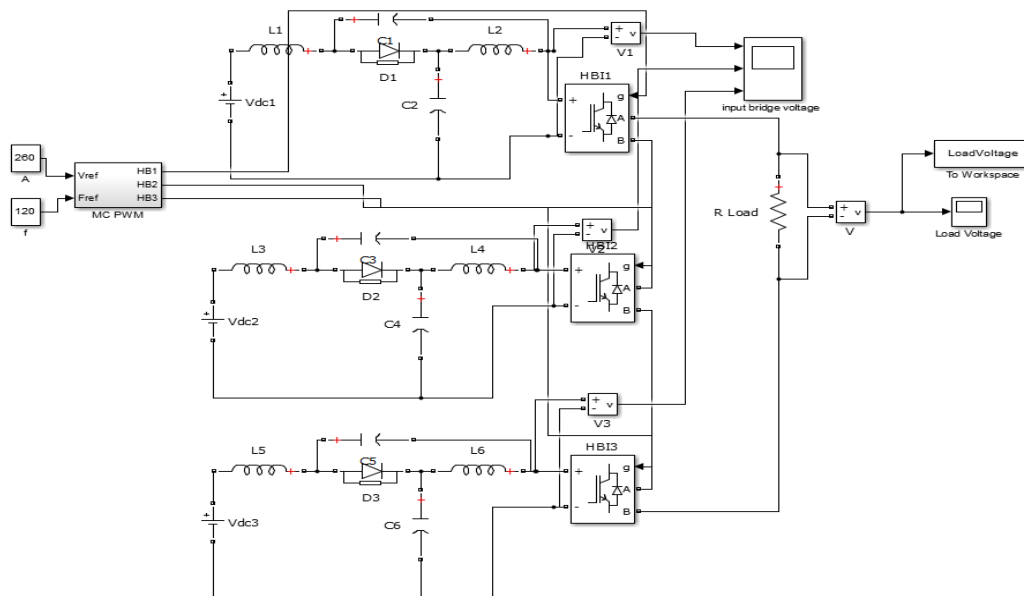 L1
C1
L2
D1
C2
Vdc1
+
-
v
V1
HBI1
+
-
g
A
B
input bridge voltage
260
A
120
f
Vref
Fref
HB1
HB2
HB3
MC PWM
R Load
+
-
v
V
LoadVoltage
To Workspace
Load Voltage
L3
C3
L4
D2
C4
Vdc2
+
-
v
V2
HBI2
+
-
g
A
B
L5
C5
L6
D3
C6
Vdc3
+
-
v
V3
HBI3
+
-
g
A
B